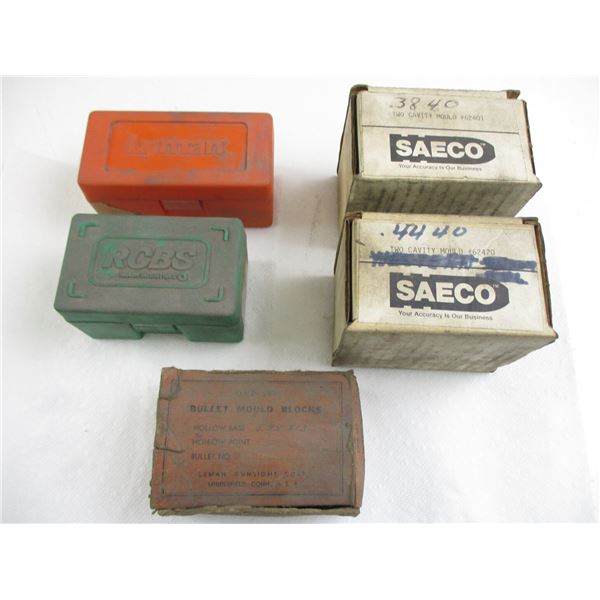 Lyman
.38 40
TWO CAVITY MOULD #62401
SAECO™
Your Accuracy Is Our Business
RCBS
.44 40
TWO CAVITY MOULD #62420
SAECO™
Your Accuracy Is Our Business
BULLET MOULD BLOCKS
HOLLOW BASE
HOLLOW POINT
BULLET NO.
LYMAN GUNSIGHT CORP.
MIDDLEFIELD, CONN., U.S.A.